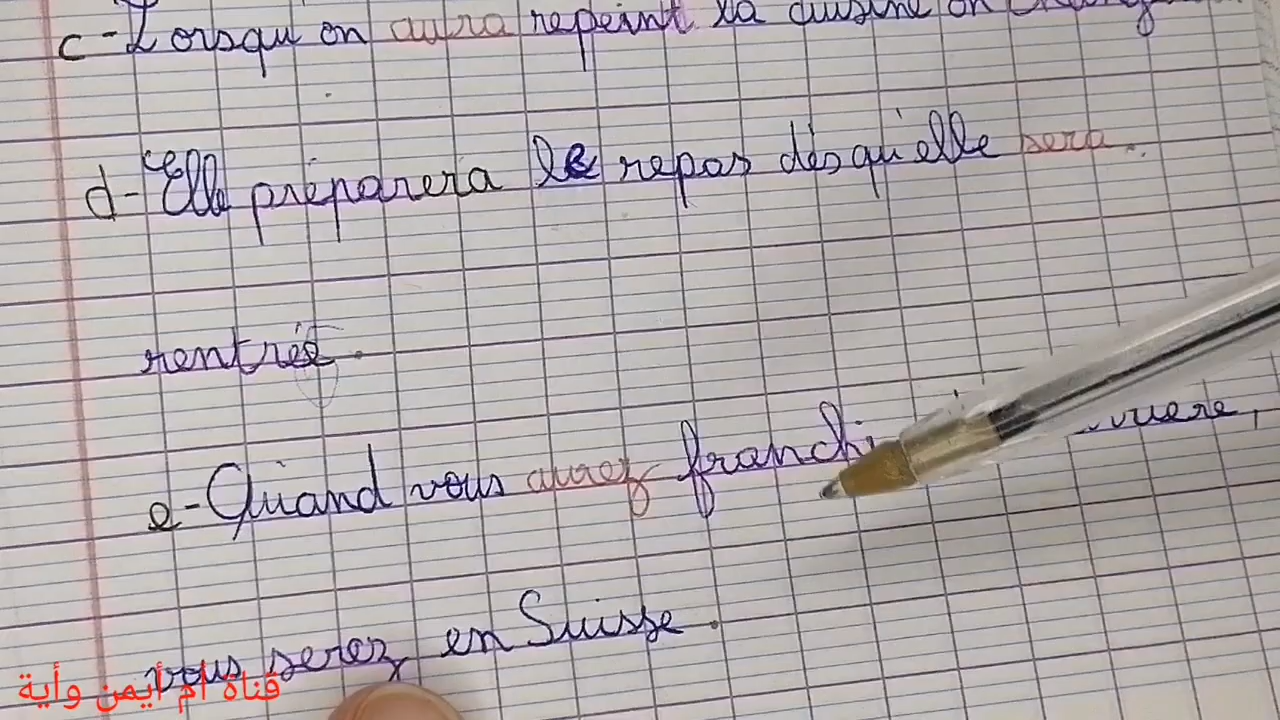 c-Lorsqu on aura repeint la cuisine on
d-Elle préparera le repas dès qu'elle sera
rentrée.
e-Quand vous aurez franchi
vous serez en Suisse.
قناة أم أيمن وأية